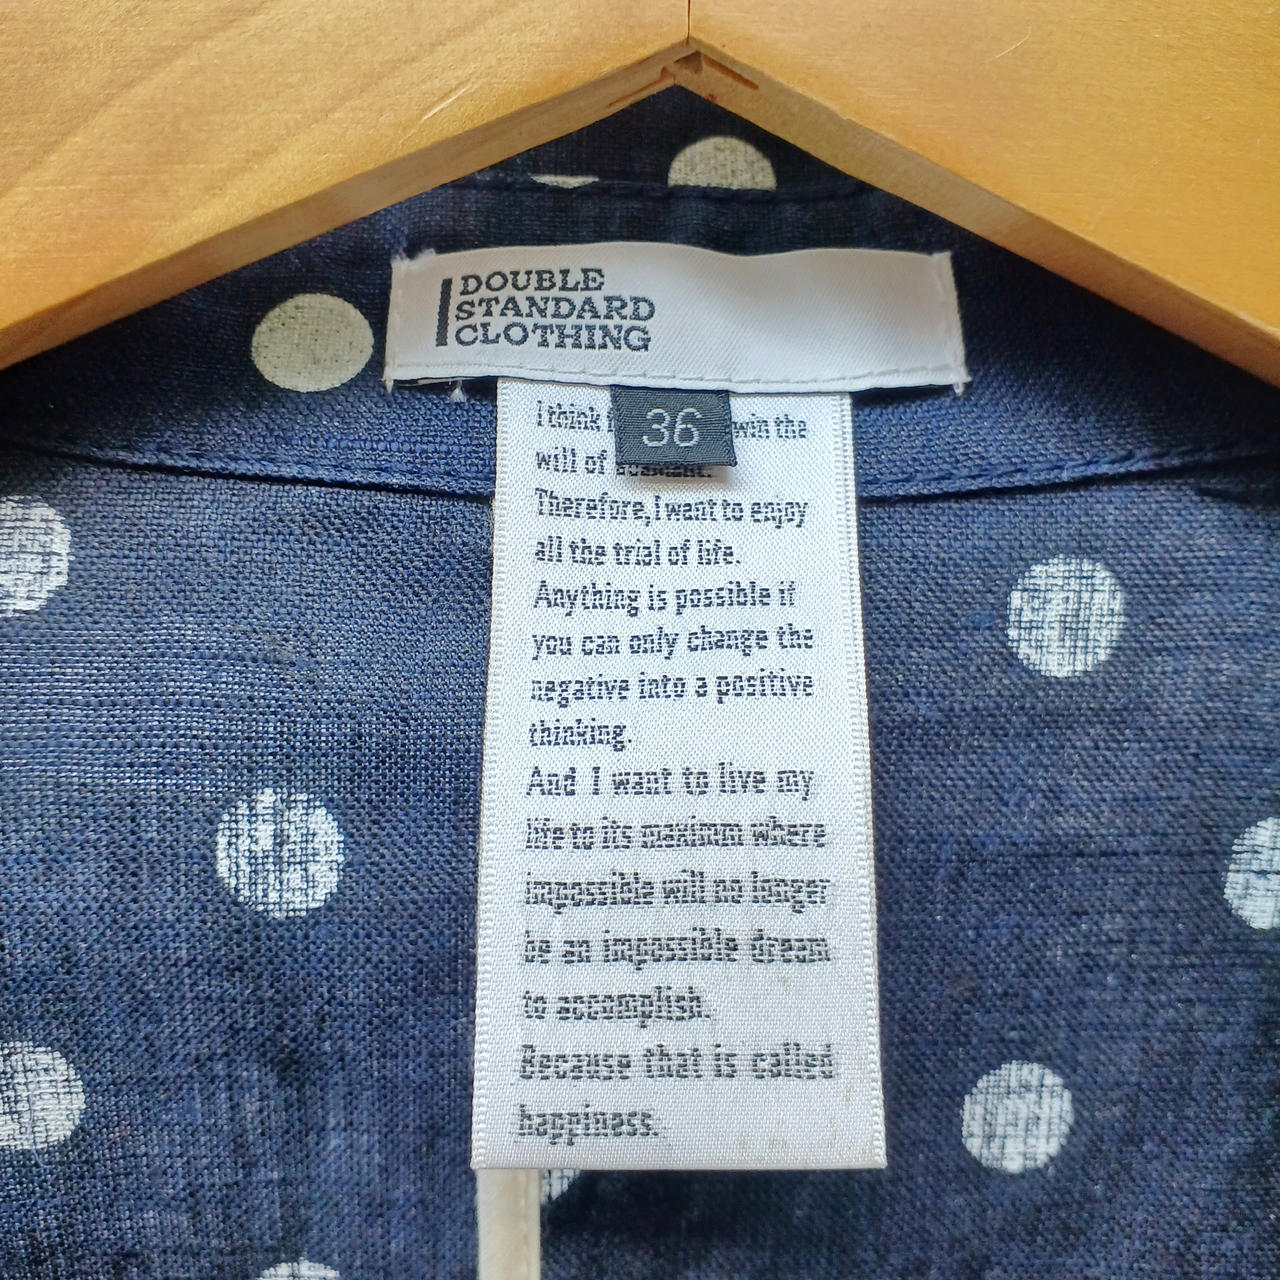 DOUBLE
STANDARD
CLOTHING
36
I think win the
will of
Therefore, I want to enjoy
all the trial of life.
Anything is possible if
you can only change the
negative into a positive
thinking.
And I want to live my
life to its maximum where
impossible will no longer
be an impossible dream
to accomplish.
Because that is called
happiness.